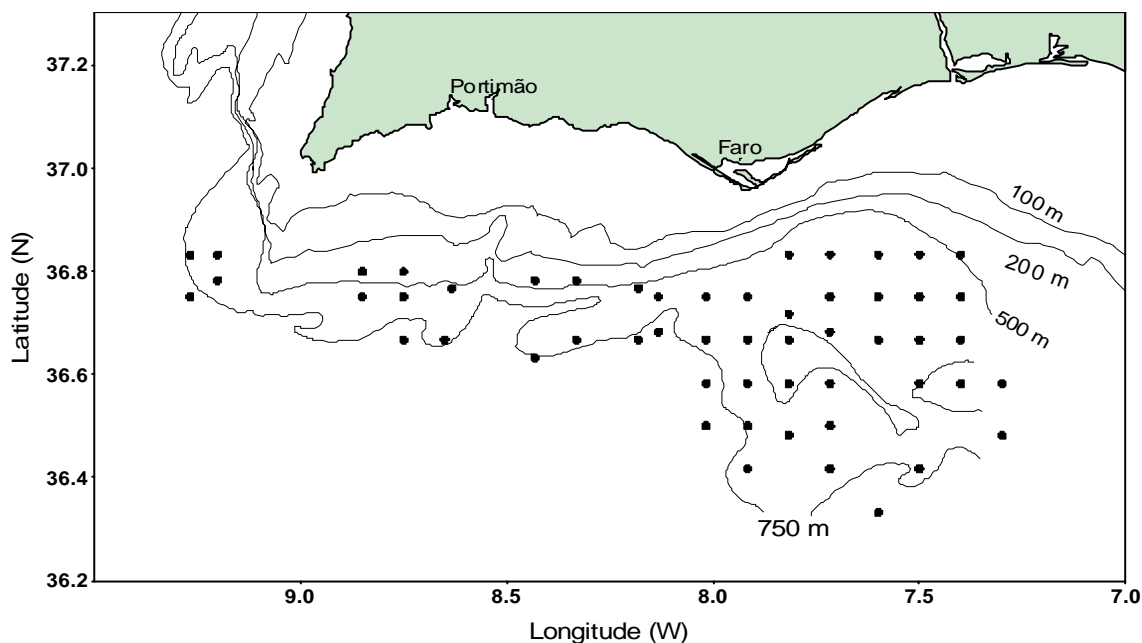 37.2
Portimão
Faro
37.0
100 m
36.8
200 m
500 m
36.6
36.4
750 m
36.2
9.0 8.5 8.0 7.5 7.0
Latitude (N)
Longitude (W)